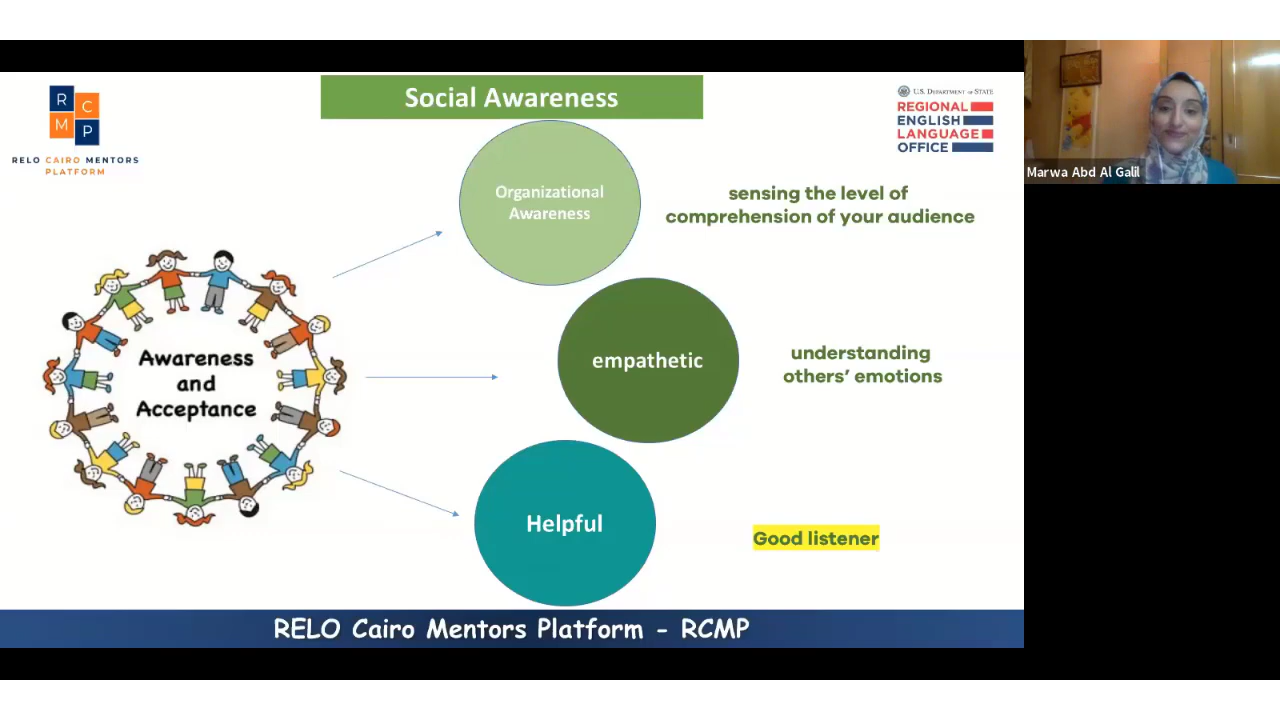 Social Awareness
R
C
M
P
RELO CAIRO MENTORS
PLATFORM
U.S. DEPARTMENT OF STATE
REGIONAL
ENGLISH
LANGUAGE
OFFICE
Marwa Abd Al Galil
Organizational
Awareness
sensing the level of
comprehension of your audience
Awareness
and
Acceptance
empathetic
understanding
others’ emotions
Helpful
Good listener
RELO Cairo Mentors Platform - RCMP